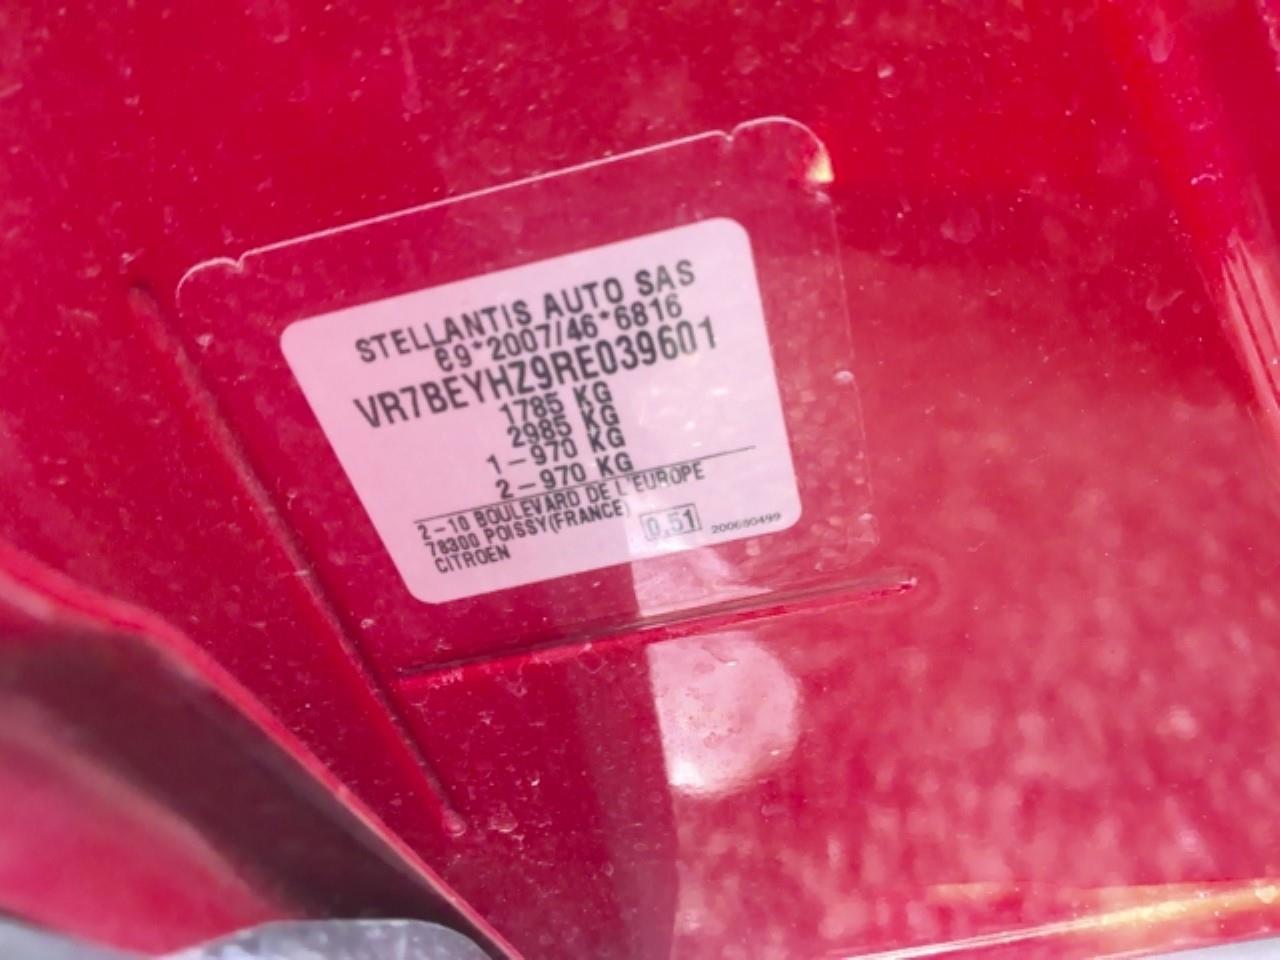 STELLANTIS AUTO SAS
e9*2007/46*6816
VR7BEYHZ9RE039601
1785 KG
2985 KG
1-970 KG
2-970 KG
2-10 BOULEVARD DE L'EUROPE
78300 POISSY(FRANCE)
CITROEN
0.51
200680499